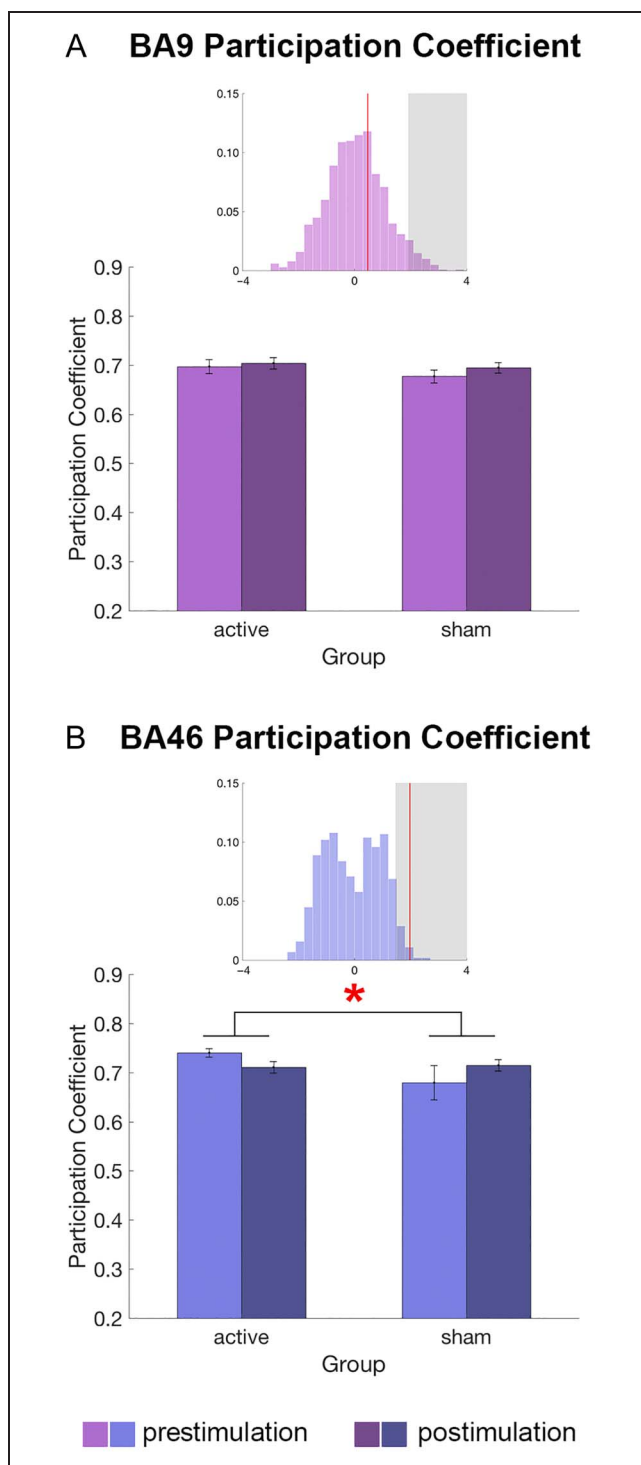 A BA9 Participation Coefficient
0.15
0.10
0.05
0
-4 0 4
0.9
0.8
0.7
0.6
0.5
0.4
0.3
0.2
Participation Coefficient
active sham
Group
B BA46 Participation Coefficient
0.15
0.10
0.05
0
-4 0 4
*
0.9
0.8
0.7
0.6
0.5
0.4
0.3
0.2
Participation Coefficient
active sham
Group
prestimulation postimulation